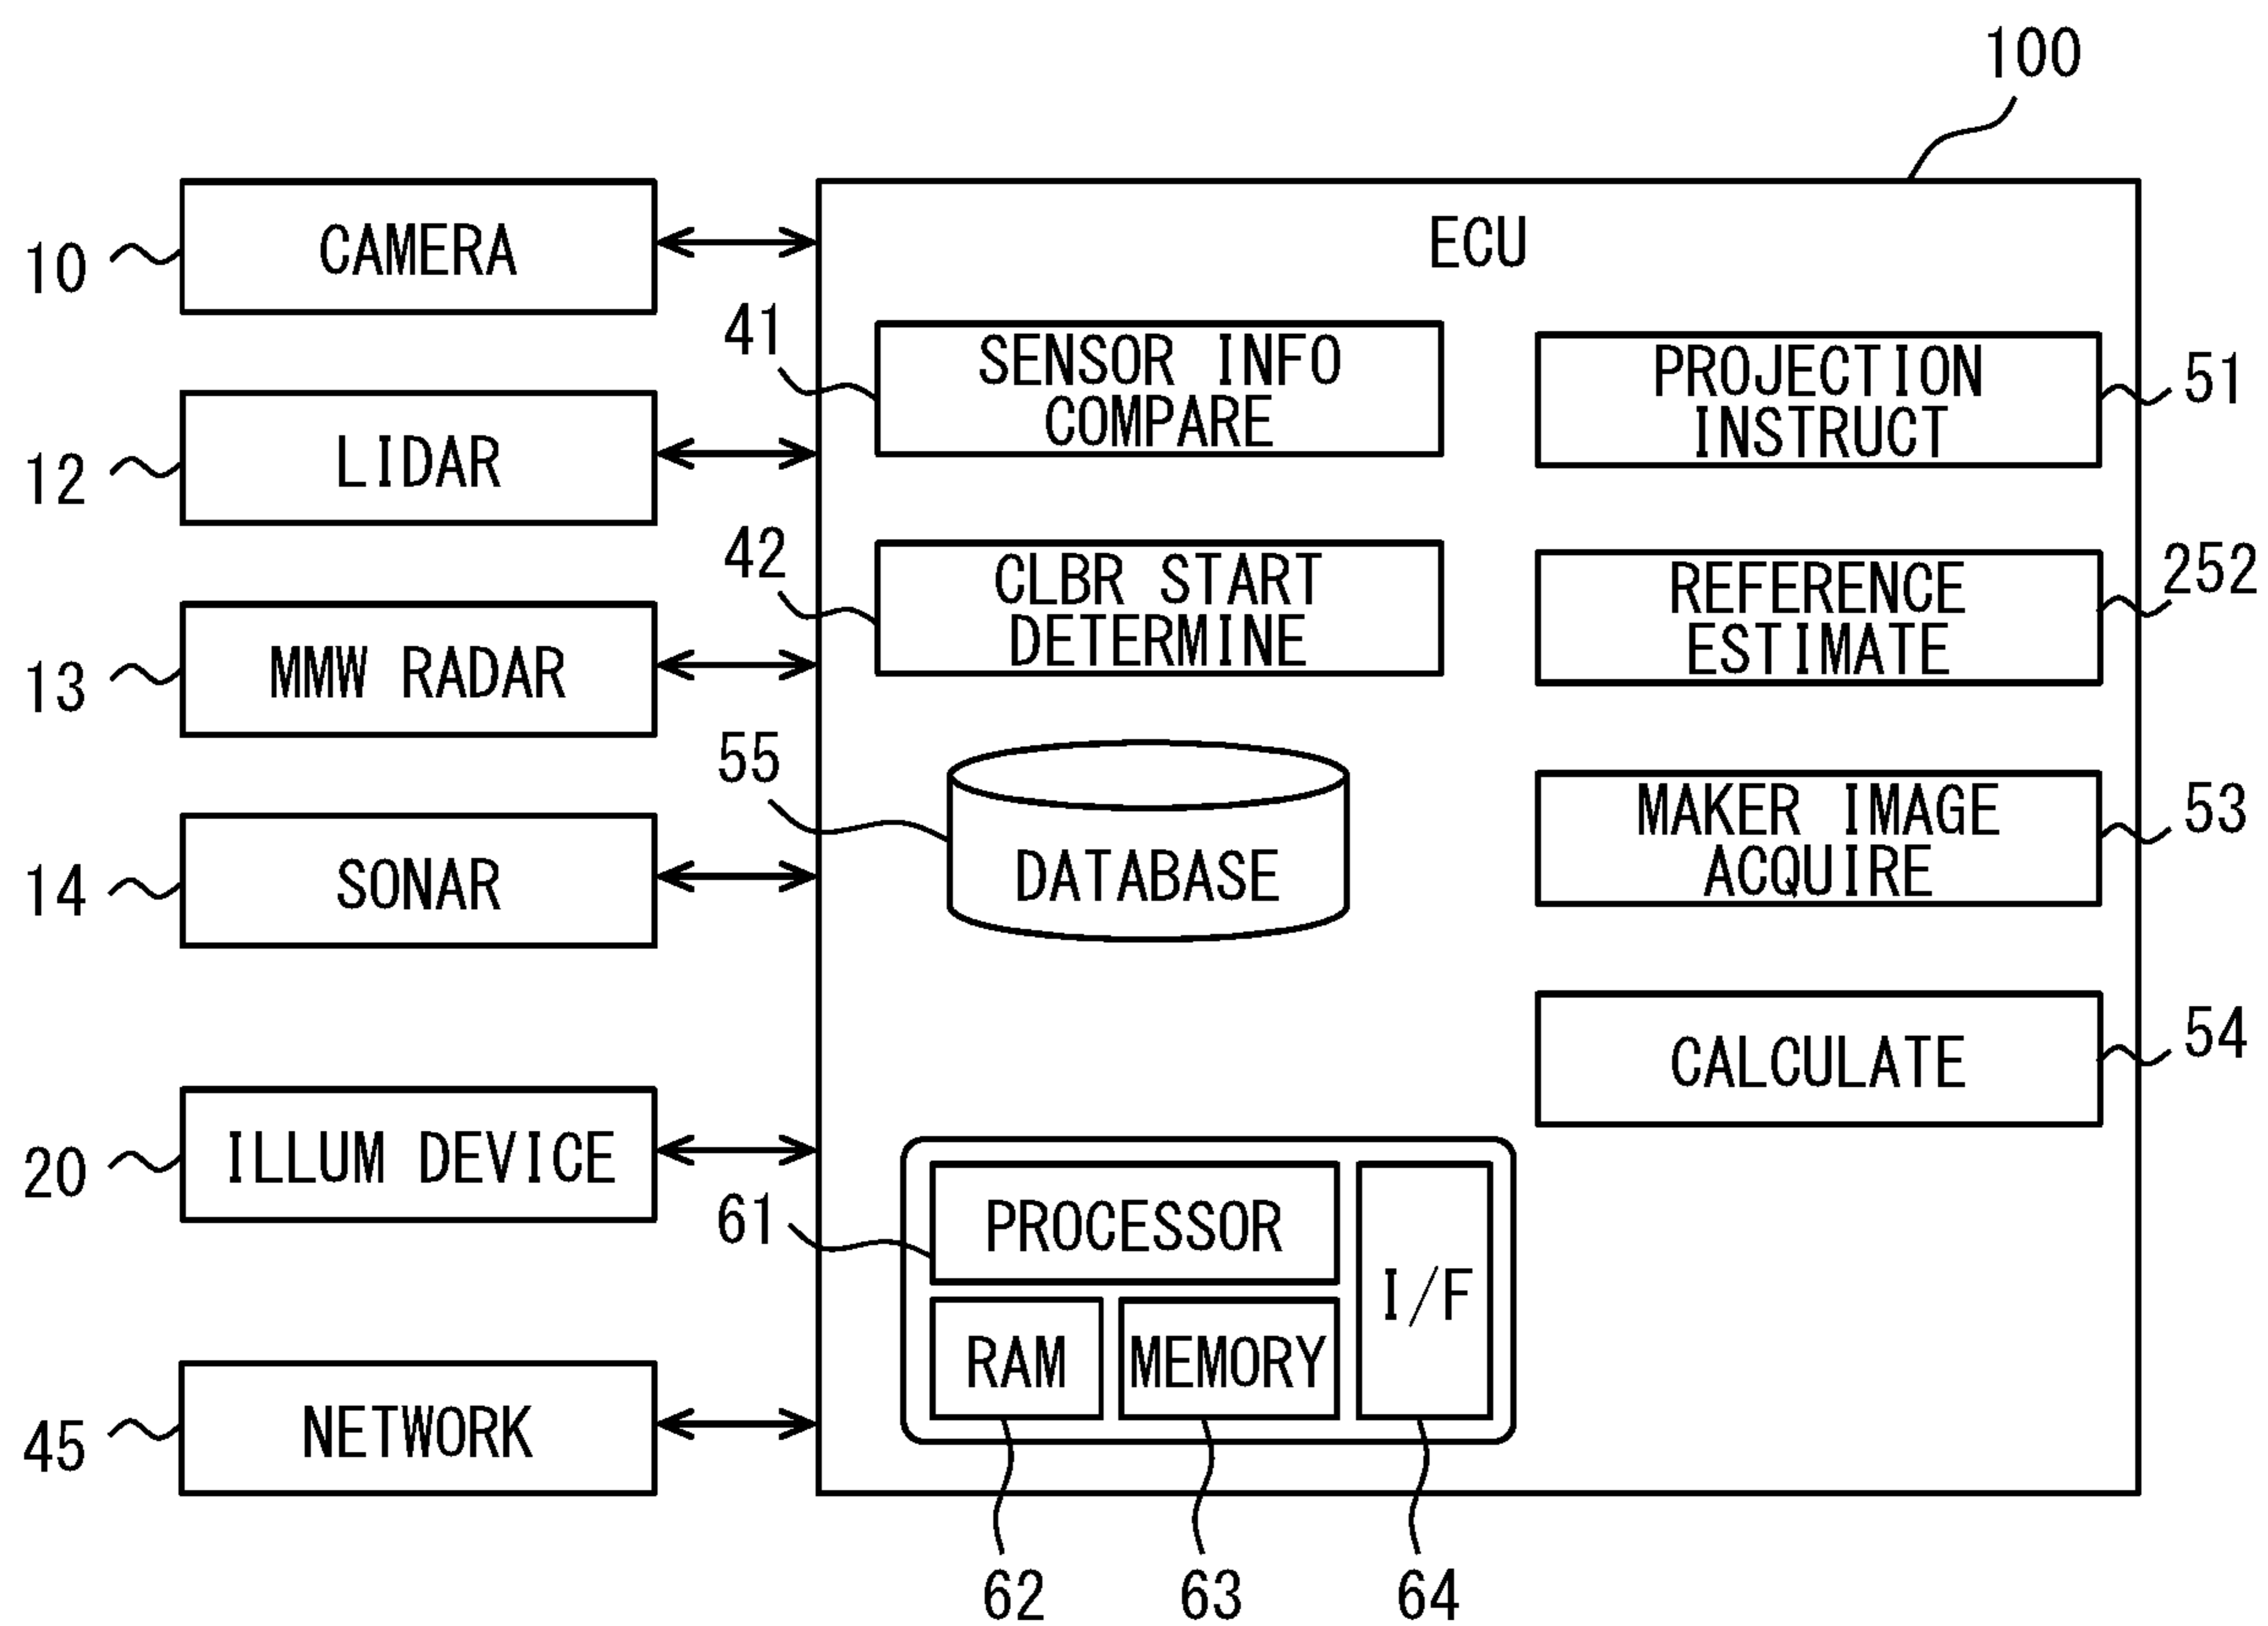 100
ECU
10
CAMERA
12
LIDAR
13
MMW RADAR
14
SONAR
20
ILLUM DEVICE
45
NETWORK
41
SENSOR INFO
COMPARE
42
CLBR START
DETERMINE
55
DATABASE
PROJECTION
INSTRUCT
51
REFERENCE
ESTIMATE
252
MAKER IMAGE
ACQUIRE
53
CALCULATE
54
61
PROCESSOR
RAM
MEMORY
I/F
62
63
64